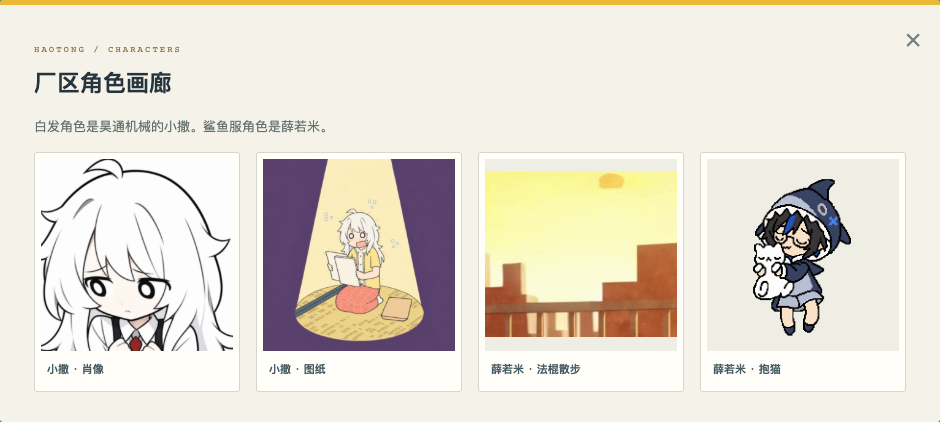 HAOTONG / CHARACTERS
厂区角色画廊
白发角色是昊通机械的小撒。鲨鱼服角色是薛若米。
小撒 · 肖像
小撒 · 图纸
薛若米 · 法棍散步
薛若米 · 抱猫